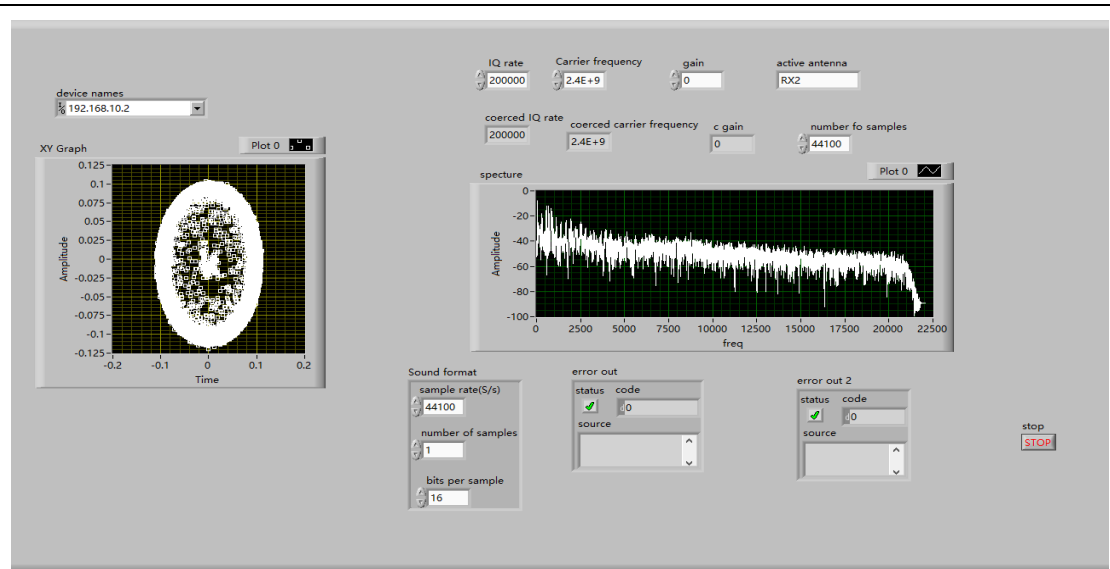 IQ rate Carrier frequency gain active antenna
200000 2.4E+9 0 RX2
device names
192.168.10.2
coerced IQ rate coerced carrier frequency c gain number fo samples
200000 2.4E+9 0 44100
XY Graph Plot 0
0.125
0.1
0.075
0.05
0.025
0
-0.025
-0.05
-0.075
-0.1
-0.125
Amplitude
-0.2 -0.1 0 0.1 0.2
Time
specture Plot 0
0
-20
-40
-60
-80
-100
Amplitude
0 2500 5000 7500 10000 12500 15000 17500 20000 22500
freq
Sound format
sample rate(S/s)
44100
number of samples
1
bits per sample
16
error out
status code
d0
source
error out 2
status code
d0
source
stop
STOP